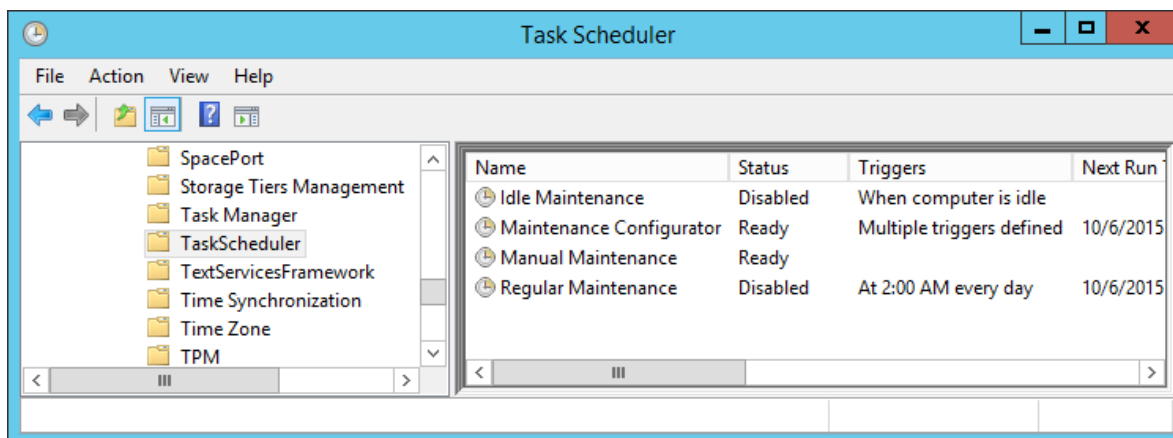 Task Scheduler
File Action View Help
SpacePort
Storage Tiers Management
Task Manager
TaskScheduler
TextServicesFramework
Time Synchronization
Time Zone
TPM
Name Status Triggers Next Run
Idle Maintenance Disabled When computer is idle
Maintenance Configurator Ready Multiple triggers defined 10/6/2015
Manual Maintenance Ready
Regular Maintenance Disabled At 2:00 AM every day 10/6/2015